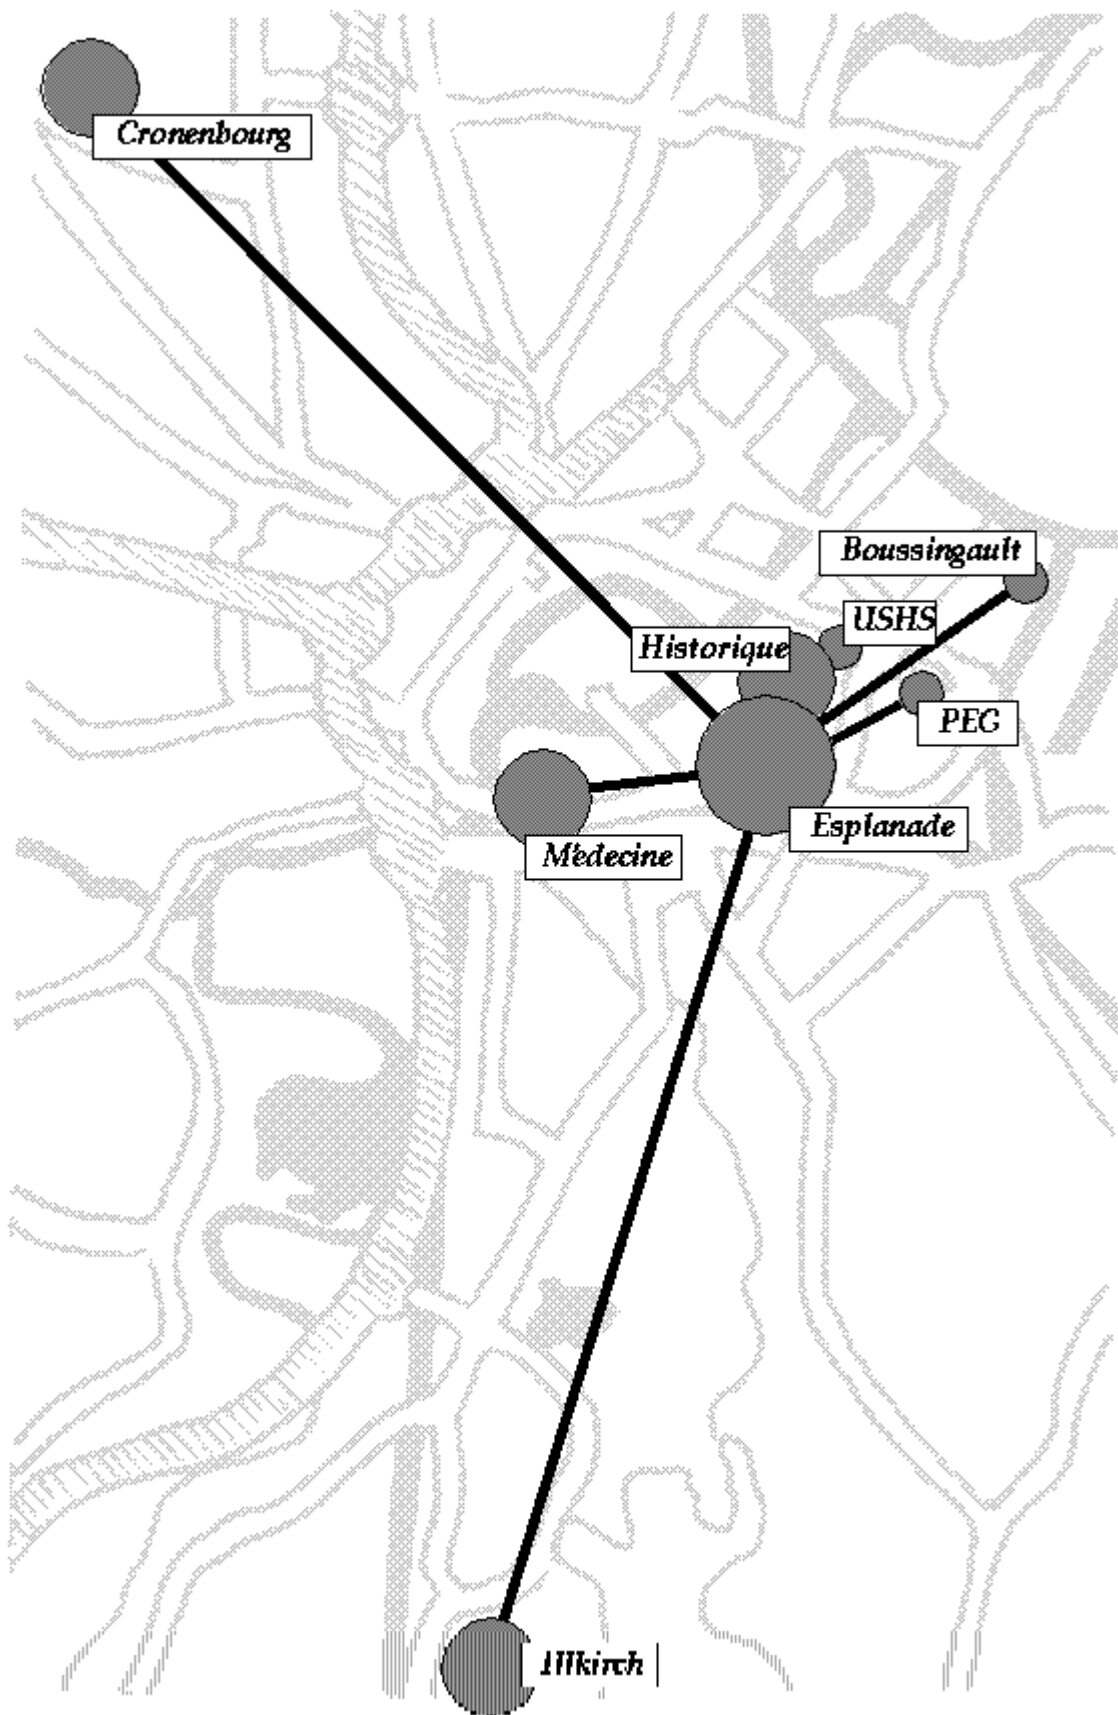 Cronenbourg
Boussingault
USHS
Historique
PEG
Esplanade
Médecine
Illkirch